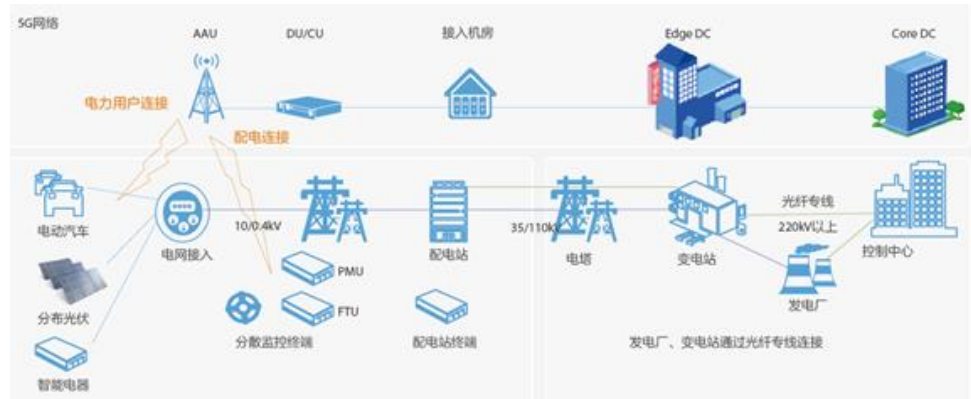 5G网络
AAU
DU/CU
接入机房
Edge DC
Core DC
电力用户连接
配电连接
电动汽车
电网接入
10/0.4kV
配电站
35/110kV
电塔
变电站
光纤专线
220kV以上
控制中心
PMU
FTU
发电厂
分布光伏
分散监控终端
配电站终端
发电厂、变电站通过光纤专线连接
智能电器